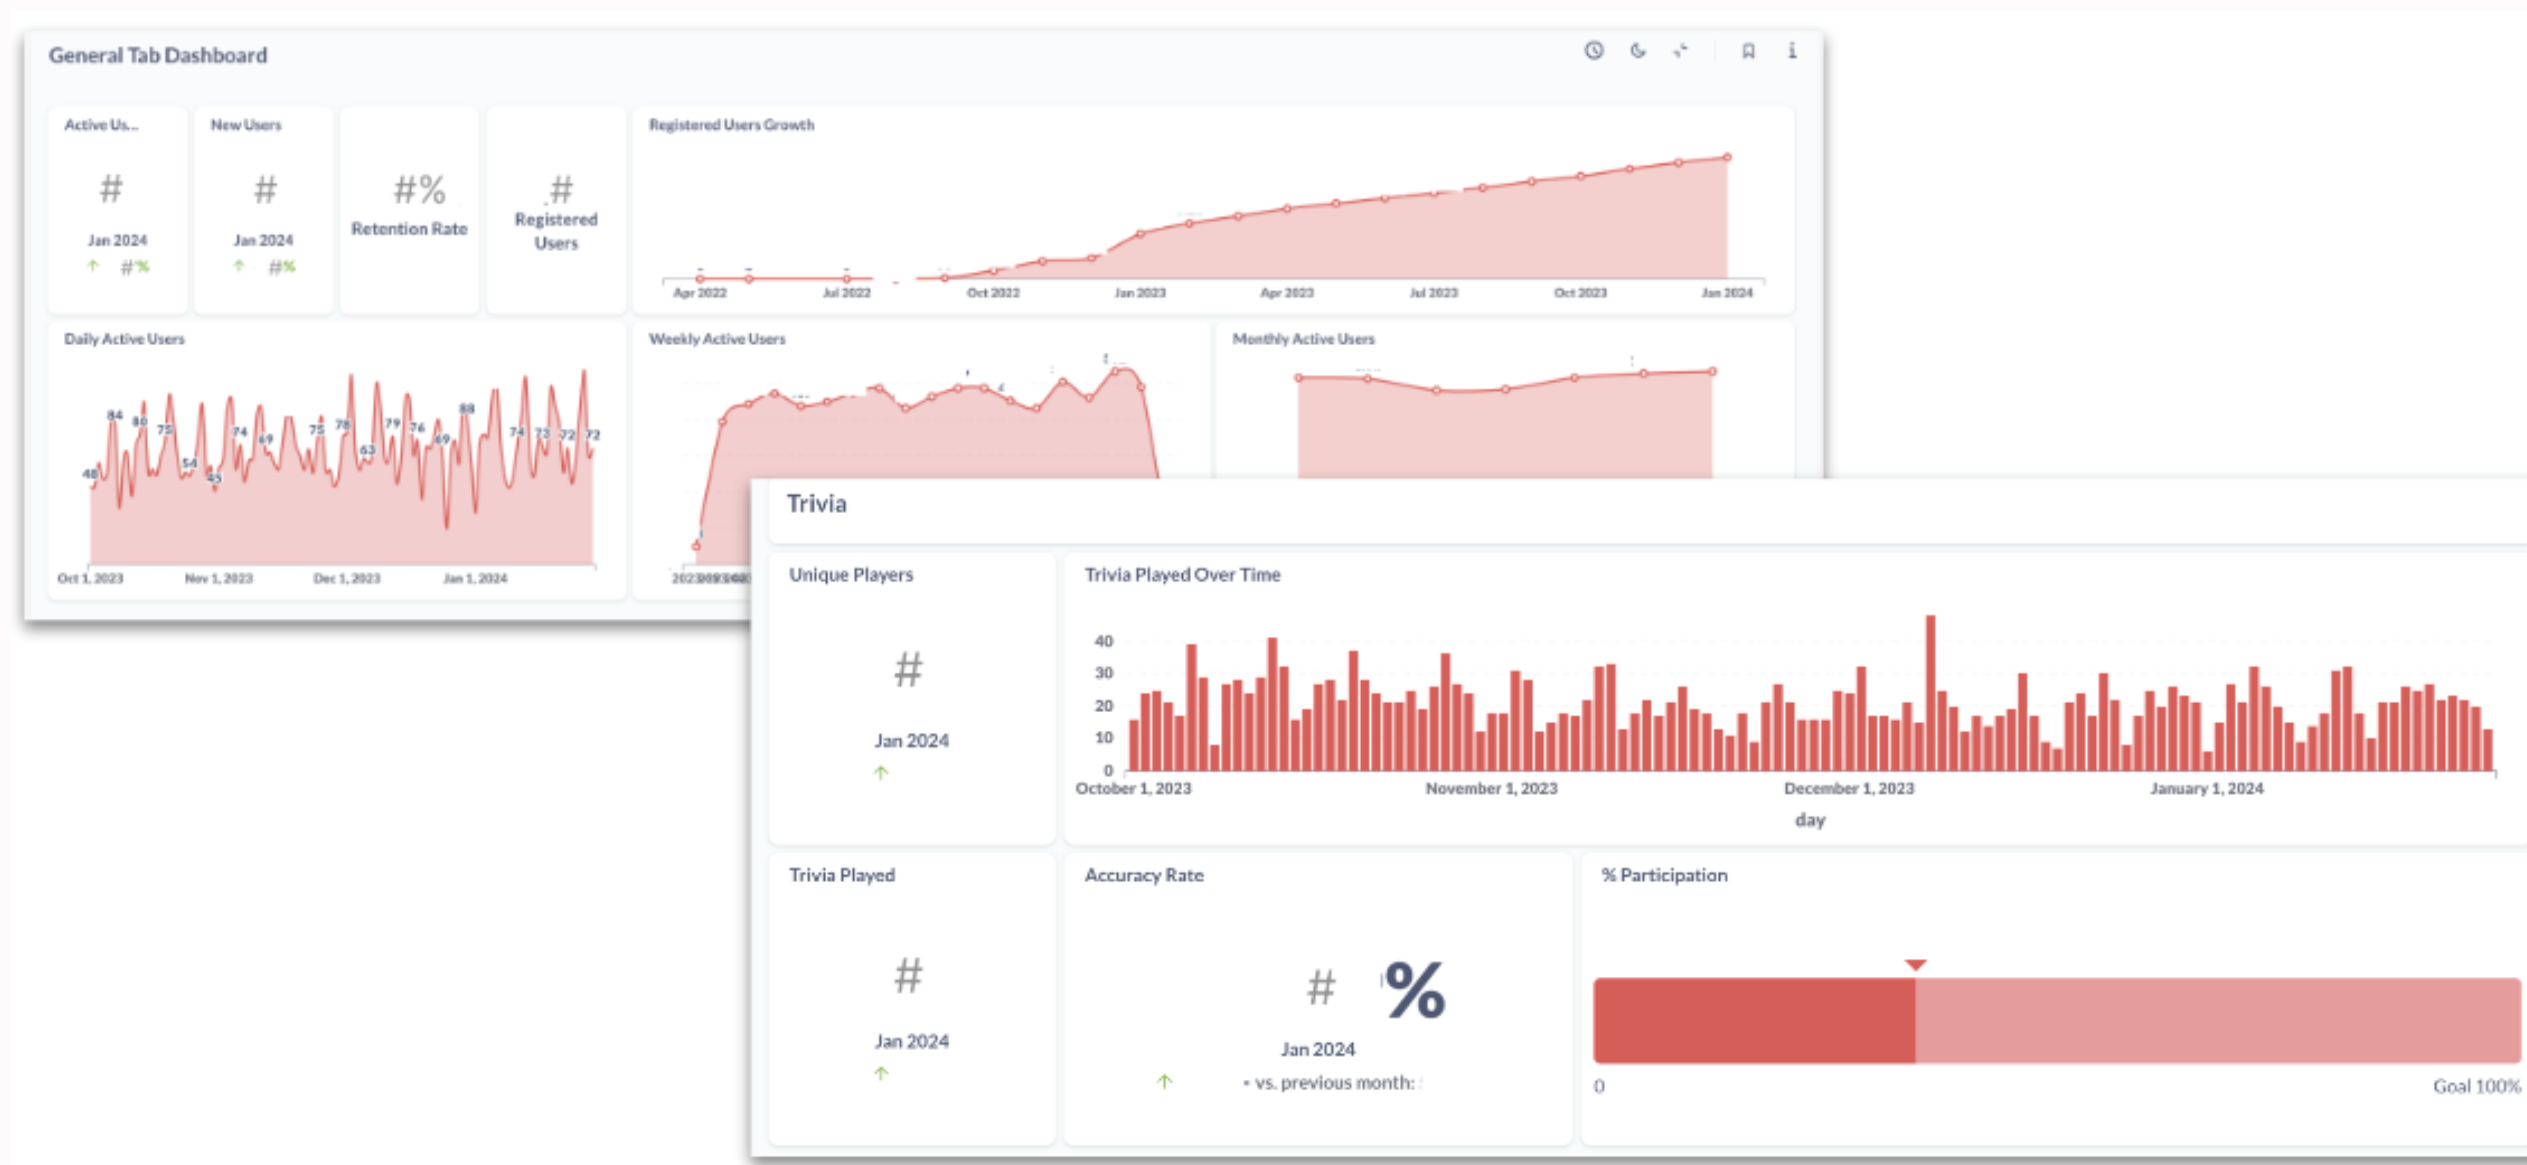 General Tab Dashboard
Active Us...
#
Jan 2024
↑ #%
New Users
#
Jan 2024
↑ #%
#%
Retention Rate
#
Registered
Users
Registered Users Growth
Apr 2022 Jul 2022 Oct 2022 Jan 2023 Apr 2023 Jul 2023 Oct 2023 Jan 2024
Daily Active Users
48 84 80 75 54 45 74 69 75 78 63 79 76 69 88 74 73 72 72
Oct 1, 2023 Nov 1, 2023 Dec 1, 2023 Jan 1, 2024
Weekly Active Users
Monthly Active Users
Trivia
Unique Players
#
Jan 2024
↑
Trivia Played Over Time
40
30
20
10
0
October 1, 2023 November 1, 2023 December 1, 2023 January 1, 2024
day
Trivia Played
#
Jan 2024
↑
Accuracy Rate
# %
Jan 2024
↑ • vs. previous month:
% Participation
0 Goal 100%